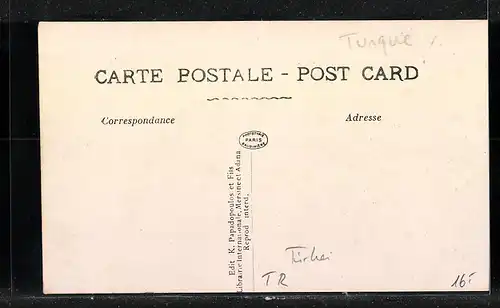 Turquie
CARTE POSTALE - POST CARD
Correspondance
Adresse
PARIS
Edit K. Papadopoulos et Fils
Librairie Internationale, Mersine et Adana
Reprod interd.
Türkei
TR
16